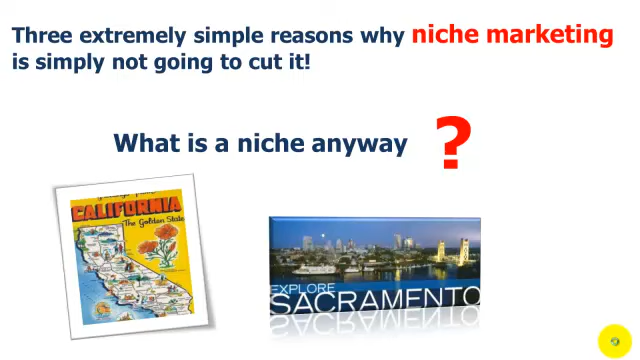 Three extremely simple reasons why niche marketing
is simply not going to cut it!
What is a niche anyway ?
CALIFORNIA
The Golden State
EXPLORE
SACRAMENTO